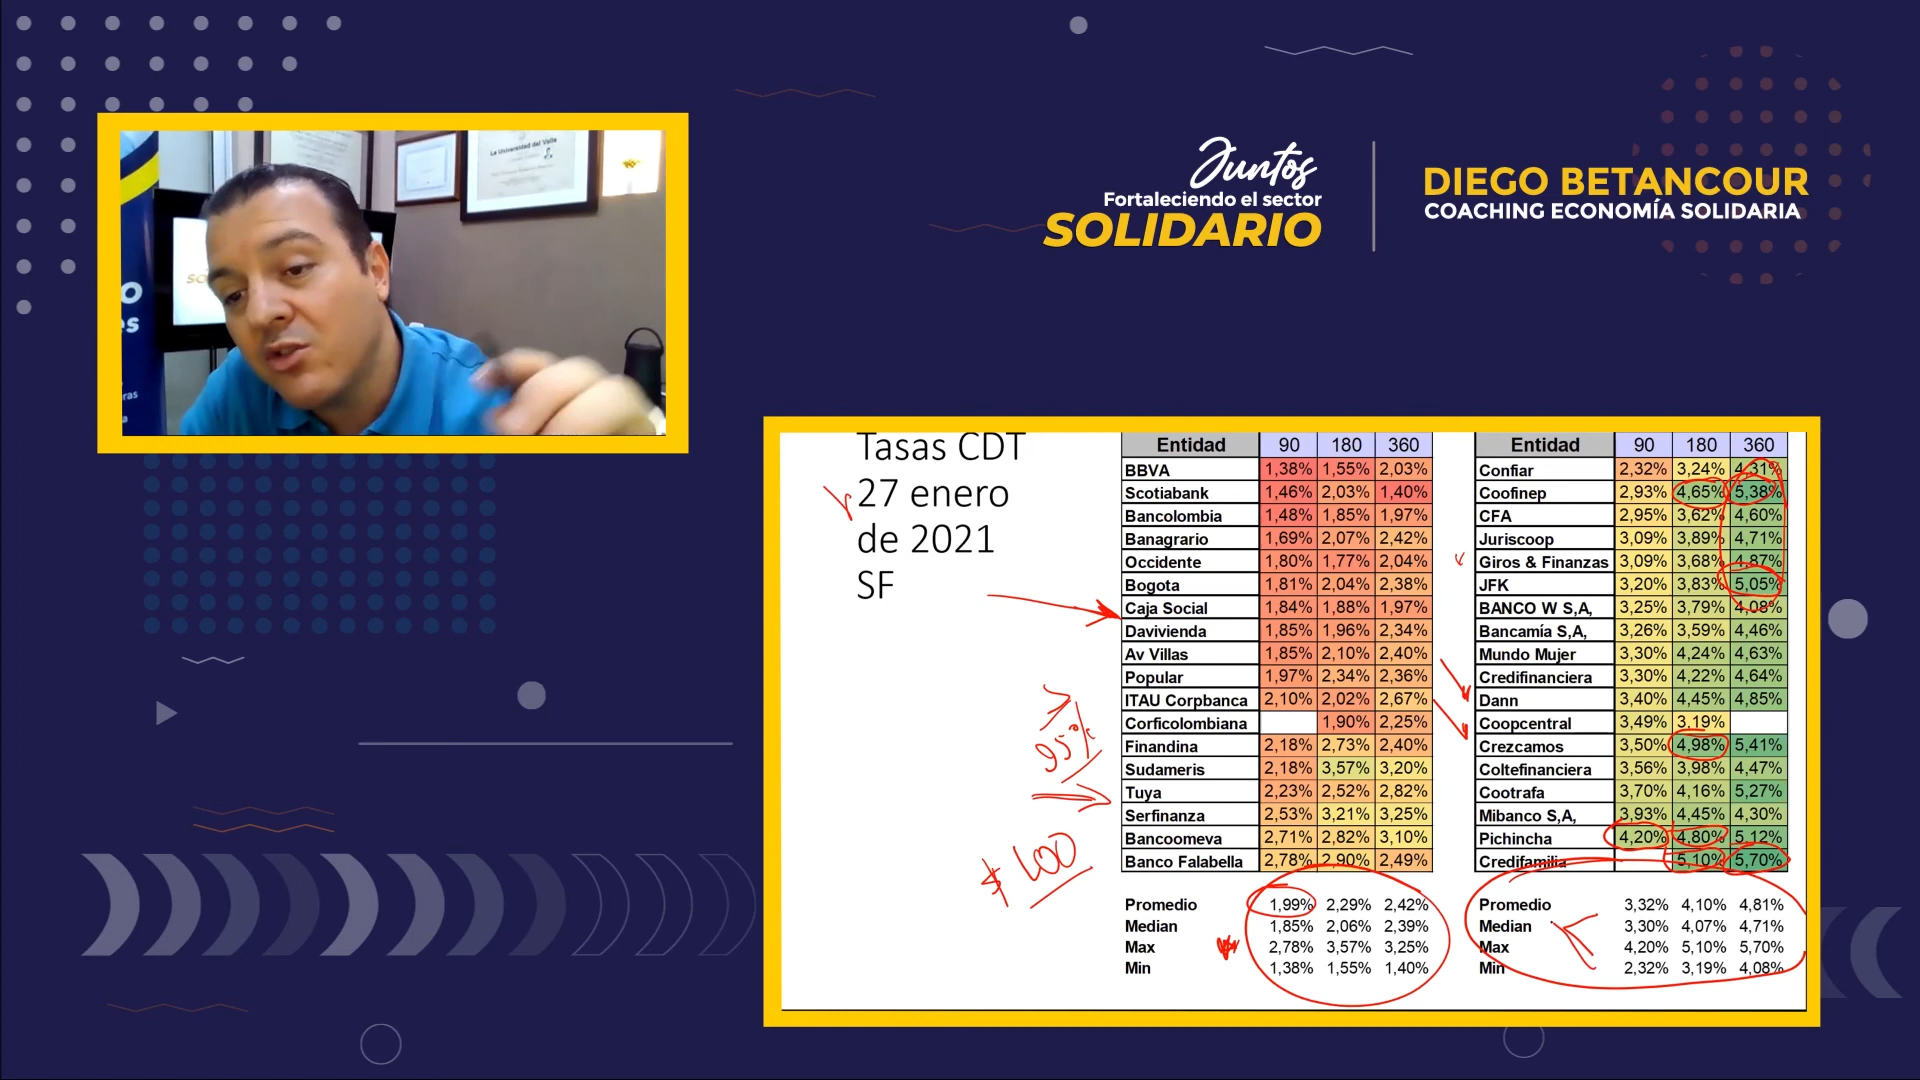 La Universidad del Valle
Juntos
Fortaleciendo el sector
SOLIDARIO
DIEGO BETANCOUR
COACHING ECONOMÍA SOLIDARIA
Tasas CDT
27 enero
de 2021
SF
>
95%
$ 100
Entidad 90 180 360
BBVA 1,38% 1,55% 2,03%
Scotiabank 1,46% 2,03% 1,40%
Bancolombia 1,48% 1,85% 1,97%
Banagrario 1,69% 2,07% 2,42%
Occidente 1,80% 1,77% 2,04%
Bogota 1,81% 2,04% 2,38%
Caja Social 1,84% 1,88% 1,97%
Davivienda 1,85% 1,96% 2,34%
Av Villas 1,85% 2,10% 2,40%
Popular 1,97% 2,34% 2,36%
ITAU Corpbanca 2,10% 2,02% 2,67%
Corficolombiana 1,90% 2,25%
Finandina 2,18% 2,73% 2,40%
Sudameris 2,18% 3,57% 3,20%
Tuya 2,23% 2,52% 2,82%
Serfinanza 2,53% 3,21% 3,25%
Bancoomeva 2,71% 2,82% 3,10%
Banco Falabella 2,78% 2,90% 2,49%
Promedio 1,99% 2,29% 2,42%
Median 1,85% 2,06% 2,39%
Max 2,78% 3,57% 3,25%
Min 1,38% 1,55% 1,40%
Entidad 90 180 360
Confiar 2,32% 3,24% 4,31%
Coofinep 2,93% 4,65% 5,38%
CFA 2,95% 3,62% 4,60%
Juriscoop 3,09% 3,89% 4,71%
Giros & Finanzas 3,09% 3,68% 4,87%
JFK 3,20% 3,83% 5,05%
BANCO W S,A, 3,25% 3,79% 4,08%
Bancamía S,A, 3,26% 3,59% 4,46%
Mundo Mujer 3,30% 4,24% 4,63%
Credifinanciera 3,30% 4,22% 4,64%
Dann 3,40% 4,45% 4,85%
Coopcentral 3,49% 3,19%
Crezcamos 3,50% 4,98% 5,41%
Coltefinanciera 3,56% 3,98% 4,47%
Cootrafa 3,70% 4,16% 5,27%
Mibanco S,A, 3,93% 4,45% 4,30%
Pichincha 4,20% 4,80% 5,12%
Credifamilia 5,10% 5,70%
Promedio 3,32% 4,10% 4,81%
Median 3,30% 4,07% 4,71%
Max 4,20% 5,10% 5,70%
Min 2,32% 3,19% 4,08%